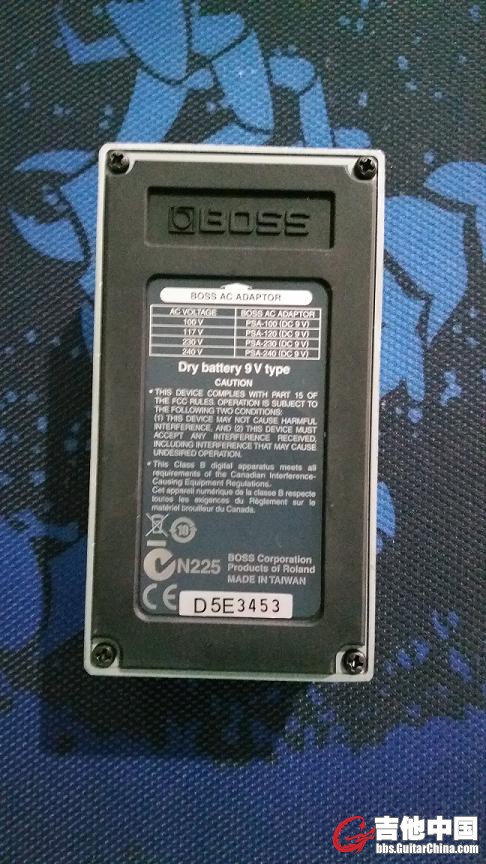 BOSS
BOSS AC ADAPTOR
AC VOLTAGE BOSS AC ADAPTOR
100 V PSA-100 (DC 9 V)
117 V PSA-120 (DC 9 V)
230 V PSA-230 (DC 9 V)
240 V PSA-240 (DC 9 V)
Dry battery 9 V type
CAUTION
* THIS DEVICE COMPLIES WITH PART 15 OF
THE FCC RULES. OPERATION IS SUBJECT TO
THE FOLLOWING TWO CONDITIONS:
(1) THIS DEVICE MAY NOT CAUSE HARMFUL
INTERFERENCE, AND (2) THIS DEVICE MUST
ACCEPT ANY INTERFERENCE RECEIVED,
INCLUDING INTERFERENCE THAT MAY CAUSE
UNDESIRED OPERATION.
* This Class B digital apparatus meets all
requirements of the Canadian Interference-
Causing Equipment Regulations.
Cet appareil numérique de la classe B respecte
toutes les exigences du Règlement sur le
matériel brouilleur du Canada.
10
N225
BOSS Corporation
Products of Roland
MADE IN TAIWAN
CE
D5E3453
吉他中国
bbs.GuitarChina.com